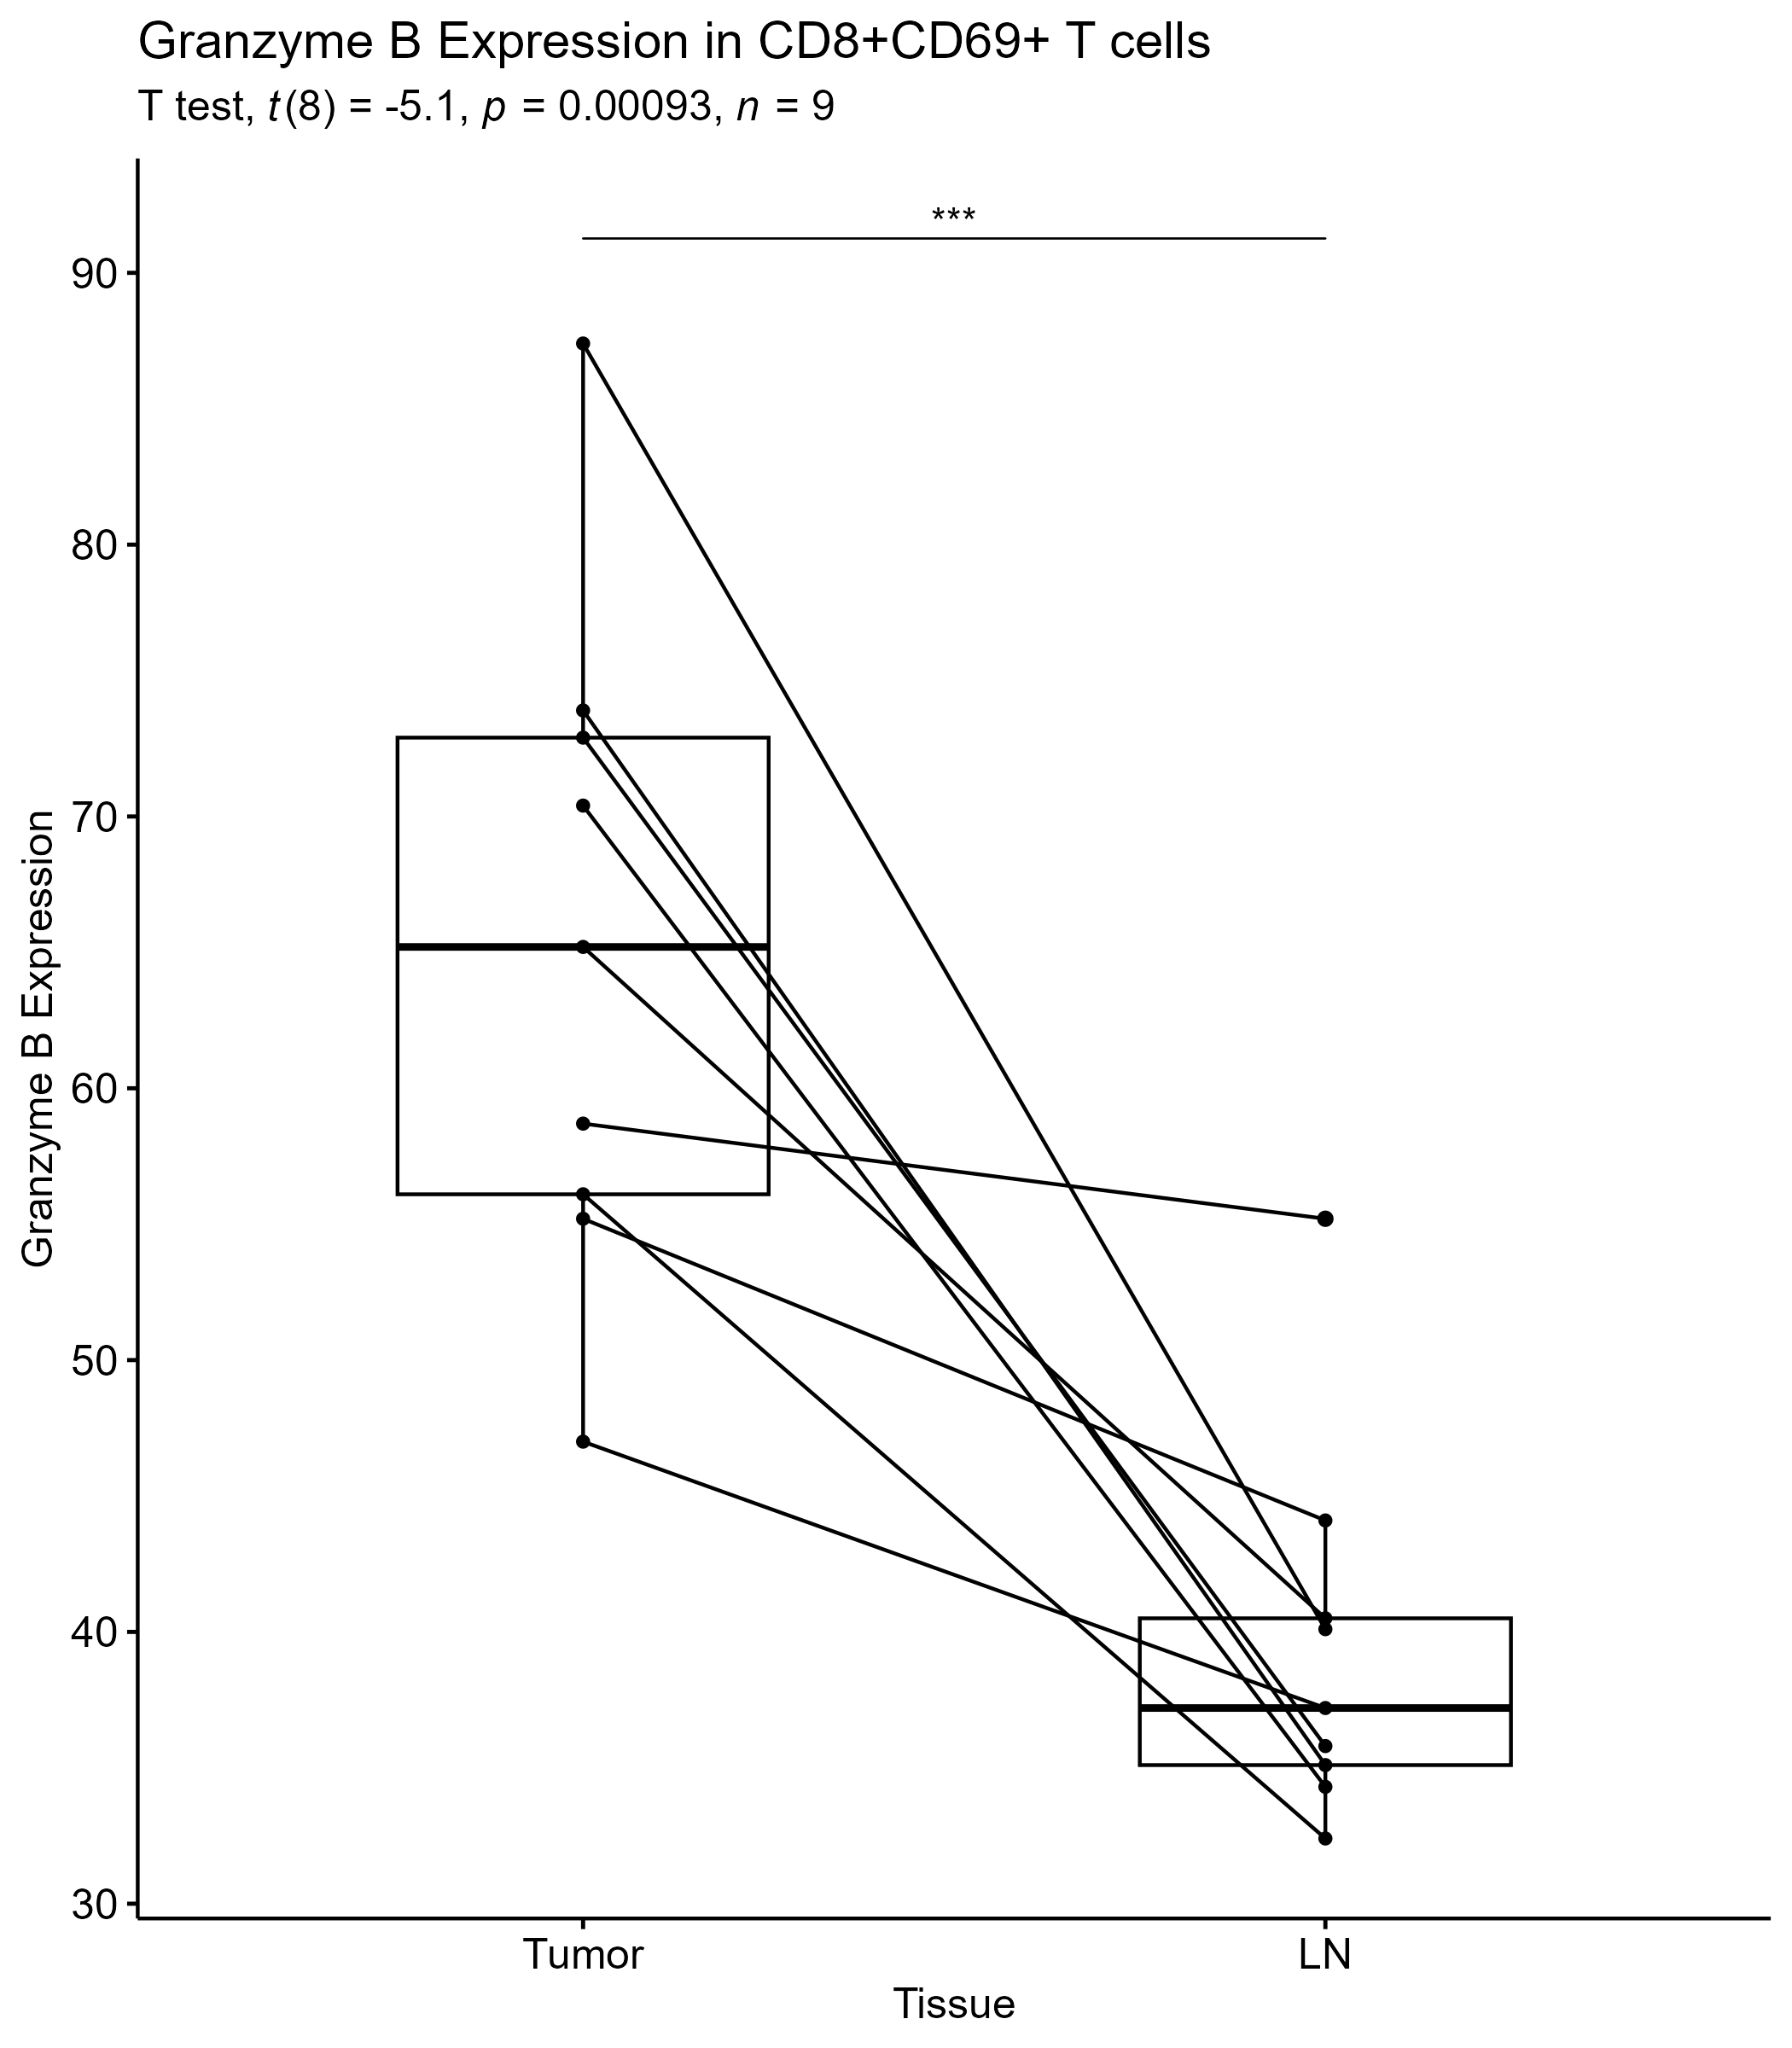 Granzyme B Expression in CD8+CD69+ T cells
T test, t(8) = -5.1, p = 0.00093, n = 9
***
90
80
70
60
50
40
30
Granzyme B Expression
Tumor
LN
Tissue